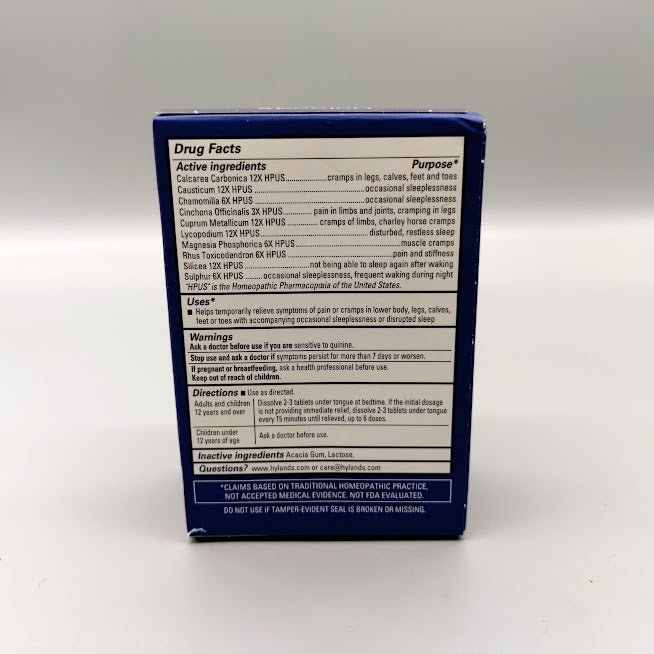 Drug Facts
Active ingredients Purpose*
Calcarea Carbonica 12X HPUS..............cramps in legs, calves, feet and toes
Causticum 12X HPUS ......................................occasional sleeplessness
Chamomilla 6X HPUS ......................................occasional sleeplessness
Cinchona Officinalis 3X HPUS.......... pain in limbs and joints, cramping in legs
Cuprum Metallicum 12X HPUS ............ cramps of limbs, charley horse cramps
Lycopodium 12X HPUS......................................disturbed, restless sleep
Magnesia Phosphorica 6X HPUS......................................muscle cramps
Rhus Toxicodendron 6X HPUS ......................................pain and stiffness
Silicea 12X HPUS ....................not being able to sleep again after waking
Sulphur 6X HPUS ....... occasional sleeplessness, frequent waking during night
"HPUS" is the Homeopathic Pharmacopœia of the United States.
Uses*
■ Helps temporarily relieve symptoms of pain or cramps in lower body, legs, calves,
feet or toes with accompanying occasional sleeplessness or disrupted sleep
Warnings
Ask a doctor before use if you are sensitive to quinine.
Stop use and ask a doctor if symptoms persist for more than 7 days or worsen.
If pregnant or breastfeeding, ask a health professional before use.
Keep out of reach of children.
Directions ■ Use as directed.
Adults and children
12 years and over
Dissolve 2-3 tablets under tongue at bedtime. If the initial dosage
is not providing immediate relief, dissolve 2-3 tablets under tongue
every 15 minutes until relieved, up to 6 doses.
Children under
12 years of age
Ask a doctor before use.
Inactive ingredients Acacia Gum, Lactose.
Questions? www.hylands.com or care@hylands.com
*CLAIMS BASED ON TRADITIONAL HOMEOPATHIC PRACTICE,
NOT ACCEPTED MEDICAL EVIDENCE. NOT FDA EVALUATED.
DO NOT USE IF TAMPER-EVIDENT SEAL IS BROKEN OR MISSING.